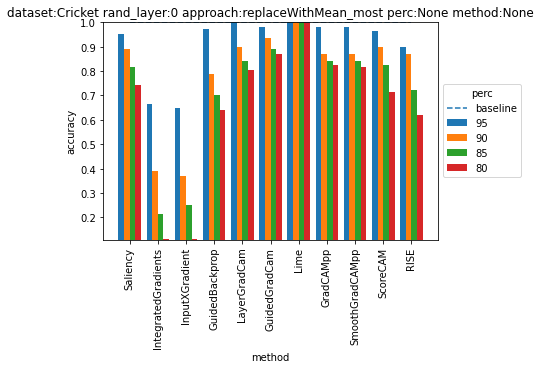 dataset:Cricket rand_layer:0 approach:replaceWithMean_most perc:None method:None
1.0
0.9
0.8
0.7
0.6
0.5
0.4
0.3
0.2
accuracy
Saliency
IntegratedGradients
InputXGradient
GuidedBackprop
LayerGradCam
GuidedGradCam
Lime
GradCAMpp
SmoothGradCAMpp
ScoreCAM
RISE
method
perc
baseline
95
90
85
80